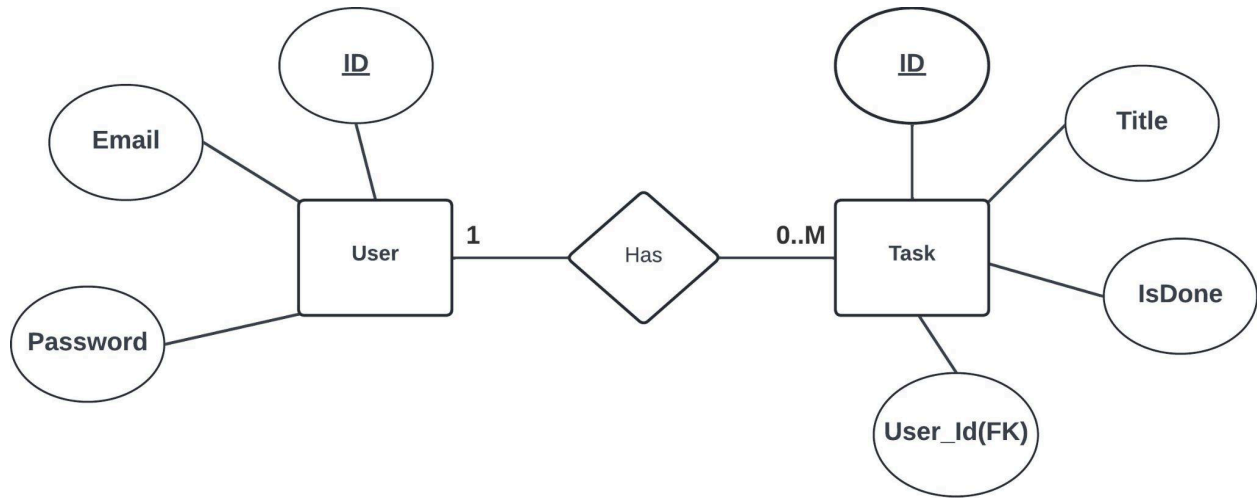 ID
ID
Title
Email
1
0..M
User
Has
Task
IsDone
Password
User_Id(FK)